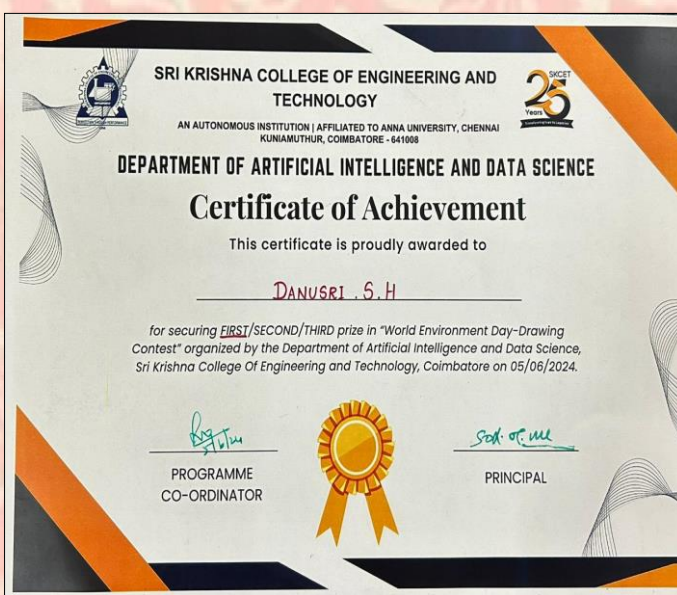 SRI KRISHNA COLLEGE OF ENGINEERING AND
TECHNOLOGY
SKCET
25
Years
AN AUTONOMOUS INSTITUTION | AFFILIATED TO ANNA UNIVERSITY, CHENNAI
KUNIAMUTHUR, COIMBATORE - 641008
DEPARTMENT OF ARTIFICIAL INTELLIGENCE AND DATA SCIENCE
Certificate of Achievement
This certificate is proudly awarded to
DANUSRI . S.H
for securing FIRST/SECOND/THIRD prize in "World Environment Day-Drawing
Contest" organized by the Department of Artificial Intelligence and Data Science,
Sri Krishna College Of Engineering and Technology, Coimbatore on 05/06/2024.
5/6/24
PROGRAMME
CO-ORDINATOR
PRINCIPAL